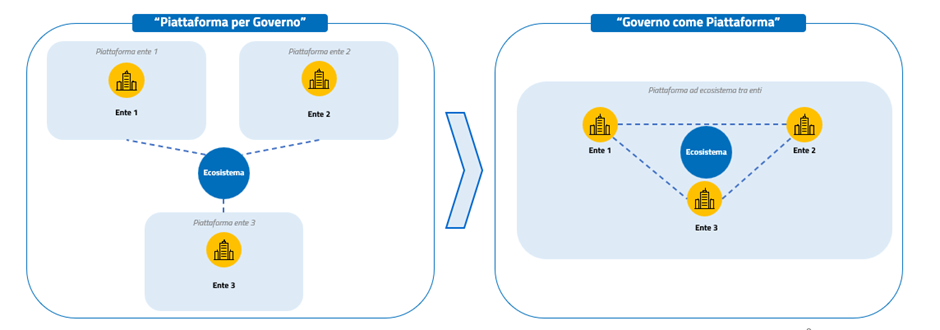 “Piattaforma per Governo”
Piattaforma ente 1
Piattaforma ente 2
Ente 1
Ente 2
Ecosistema
Piattaforma ente 3
Ente 3
“Governo come Piattaforma”
Piattaforma ad ecosistema tra enti
Ente 1
Ecosistema
Ente 2
Ente 3